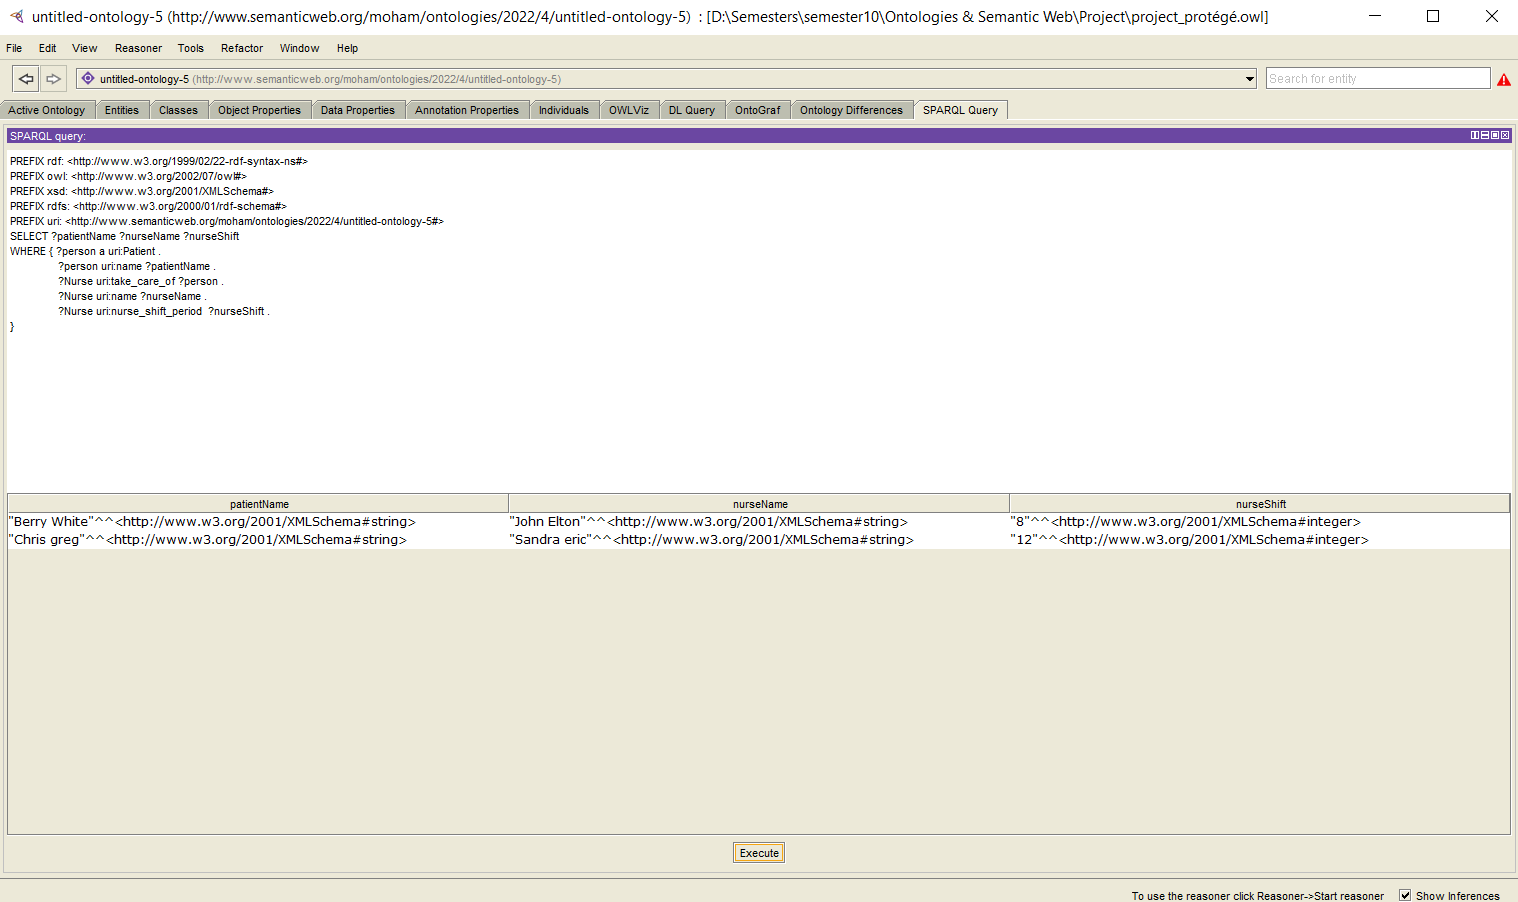 untitled-ontology-5 (http://www.semanticweb.org/moham/ontologies/2022/4/untitled-ontology-5) : [D:\Semesters\semester10\Ontologies & Semantic Web\Project\project_protégé.owl]
File Edit View Reasoner Tools Refactor Window Help
untitled-ontology-5 (http://www.semanticweb.org/moham/ontologies/2022/4/untitled-ontology-5) Search for entity
Active Ontology Entities Classes Object Properties Data Properties Annotation Properties Individuals OWLViz DL Query OntoGraf Ontology Differences SPARQL Query
SPARQL query:
PREFIX rdf: <http://www.w3.org/1999/02/22-rdf-syntax-ns#>
PREFIX owl: <http://www.w3.org/2002/07/owl#>
PREFIX xsd: <http://www.w3.org/2001/XMLSchema#>
PREFIX rdfs: <http://www.w3.org/2000/01/rdf-schema#>
PREFIX uri: <http://www.semanticweb.org/moham/ontologies/2022/4/untitled-ontology-5#>
SELECT ?patientName ?nurseName ?nurseShift
WHERE { ?person a uri:Patient .
?person uri:name ?patientName .
?Nurse uri:take_care_of ?person .
?Nurse uri:name ?nurseName .
?Nurse uri:nurse_shift_period ?nurseShift .
}
patientName nurseName nurseShift
"Berry White"^^<http://www.w3.org/2001/XMLSchema#string> "John Elton"^^<http://www.w3.org/2001/XMLSchema#string> "8"^^<http://www.w3.org/2001/XMLSchema#integer>
"Chris greg"^^<http://www.w3.org/2001/XMLSchema#string> "Sandra eric"^^<http://www.w3.org/2001/XMLSchema#string> "12"^^<http://www.w3.org/2001/XMLSchema#integer>
Execute
To use the reasoner click Reasoner->Start reasoner Show Inferences